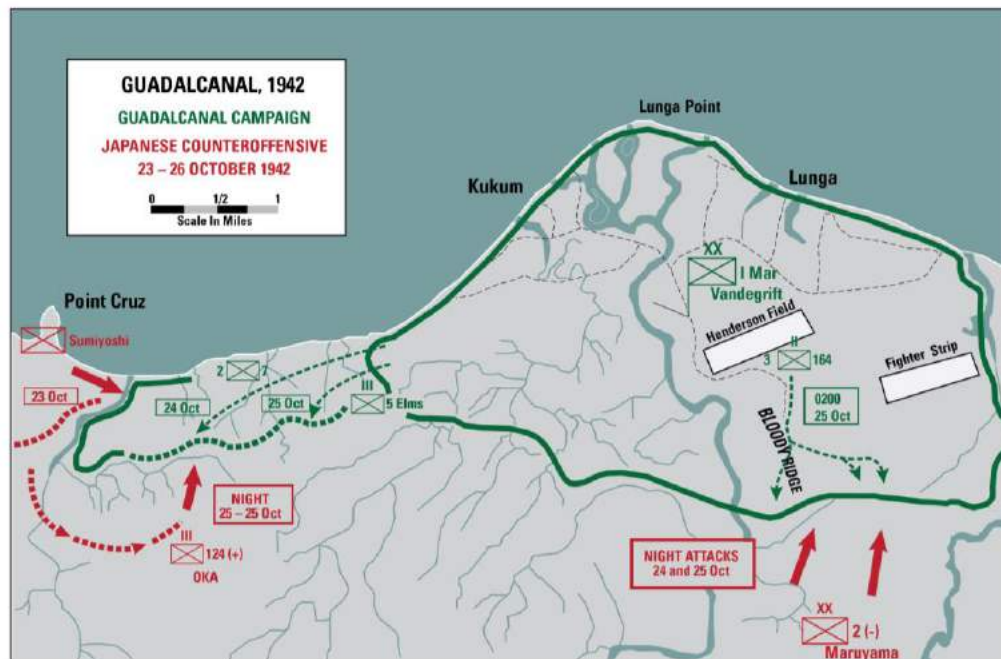 GUADALCANAL, 1942
GUADALCANAL CAMPAIGN
JAPANESE COUNTEROFFENSIVE
23 – 26 OCTOBER 1942
0 1/2 1
Scale In Miles
Lunga Point
Kukum
Lunga
XX
I Mar
Vandegrift
Henderson Field
II
3 164
Fighter Strip
0200
25 Oct
BLOODY RIDGE
Point Cruz
Sumiyoshi
23 Oct
2 7
24 Oct
25 Oct
III
5 Elms
NIGHT
25 – 25 Oct
III
124 (+)
OKA
NIGHT ATTACKS
24 and 25 Oct
XX
2 (-)
Maruyama